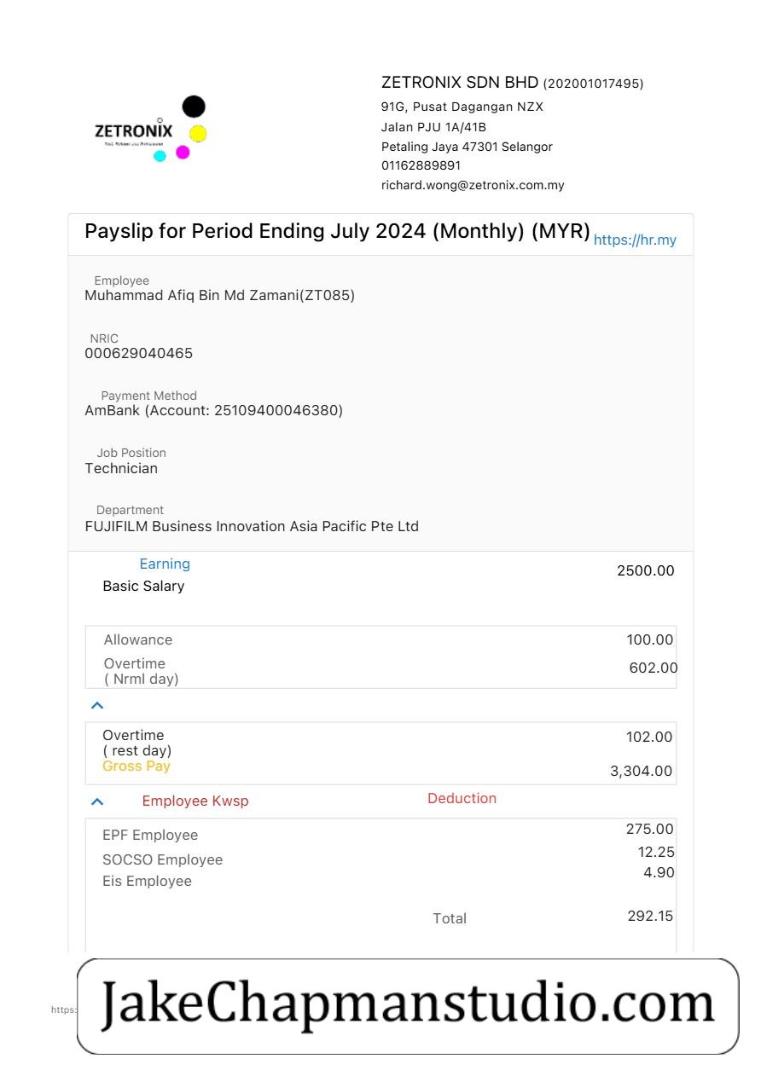 ZETRONIX
ZETRONIX SDN BHD (202001017495)
91G, Pusat Dagangan NZX
Jalan PJU 1A/41B
Petaling Jaya 47301 Selangor
01162889891
richard.wong@zetronix.com.my
Payslip for Period Ending July 2024 (Monthly) (MYR) https://hr.my
Employee
Muhammad Afiq Bin Md Zamani(ZT085)
NRIC
000629040465
Payment Method
AmBank (Account: 25109400046380)
Job Position
Technician
Department
FUJIFILM Business Innovation Asia Pacific Pte Ltd
Earning
Basic Salary 2500.00
Allowance 100.00
Overtime
( Nrml day) 602.00
Overtime
( rest day) 102.00
Gross Pay 3,304.00
Employee Kwsp Deduction
EPF Employee 275.00
SOCSO Employee 12.25
Eis Employee 4.90
Total 292.15
https:
JakeChapmanstudio.com